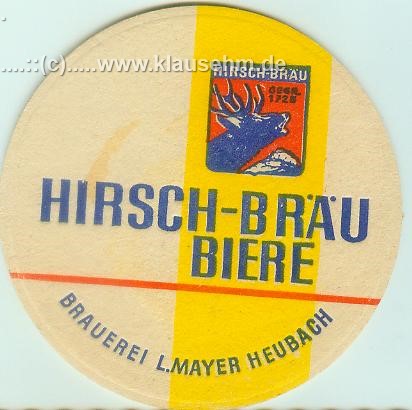 .....::(c).....www.klausehm.de
HIRSCH-BRÄU
GEGR.
1725
HIRSCH-BRÄU
BIERE
BRAUEREI L.MAYER HEUBACH